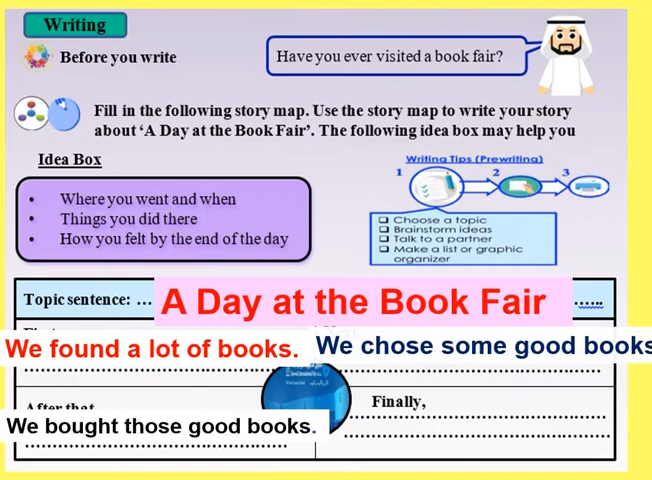 Writing
Before you write
Have you ever visited a book fair?
Fill in the following story map. Use the story map to write your story
about ‘A Day at the Book Fair’. The following idea box may help you
Idea Box
• Where you went and when
• Things you did there
• How you felt by the end of the day
Writing Tips (Prewriting)
1 2 3
Choose a topic
Brainstorm ideas
Talk to a partner
Make a list or graphic
organizer
Topic sentence: ... A Day at the Book Fair ......
We found a lot of books. We chose some good books
After that
We bought those good books.
Finally,